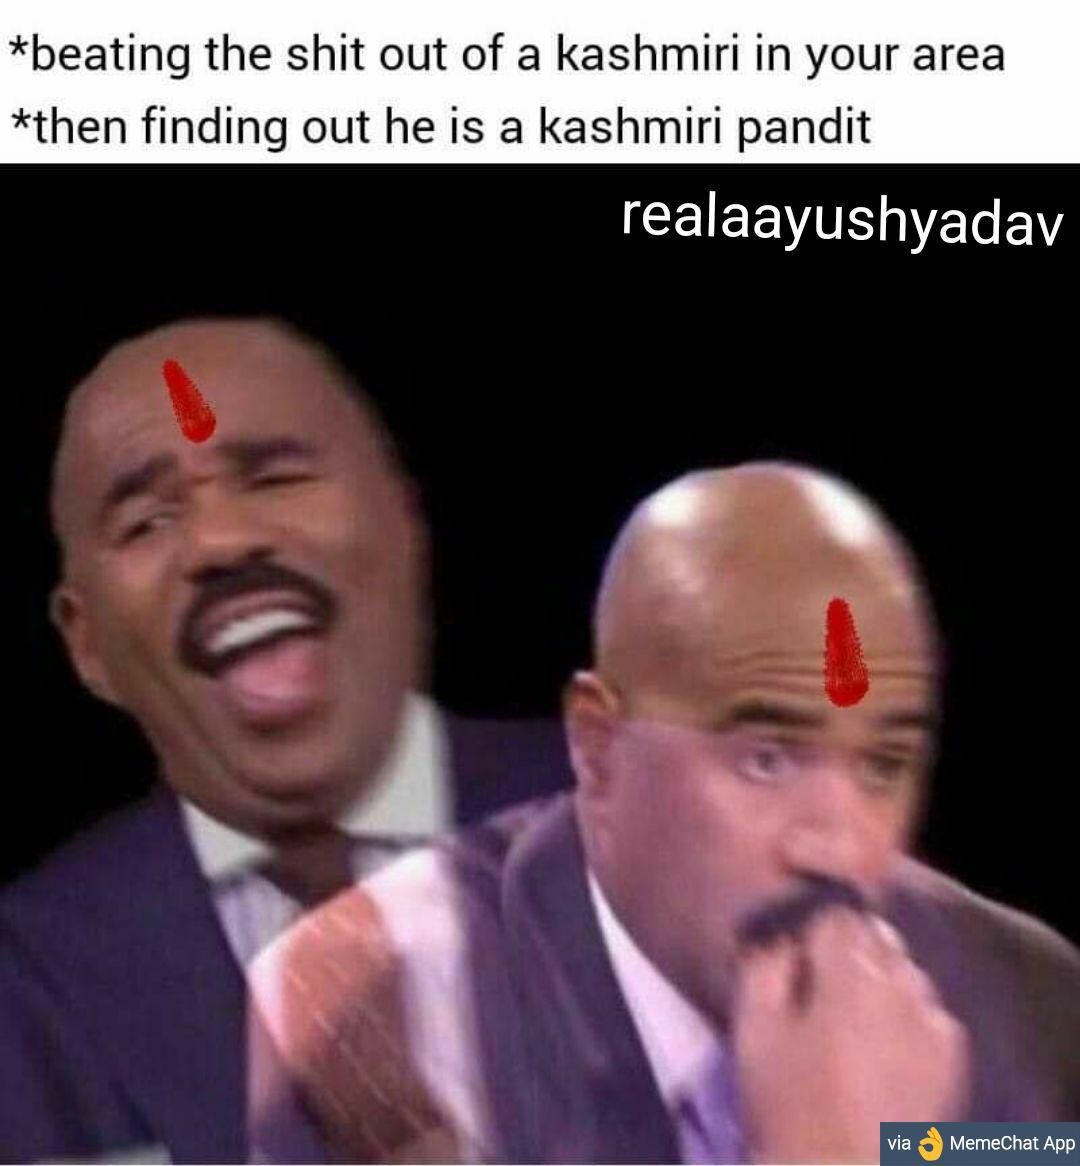 *beating the shit out of a kashmiri in your area
*then finding out he is a kashmiri pandit
realaayushyadav
via 👌 MemeChat App